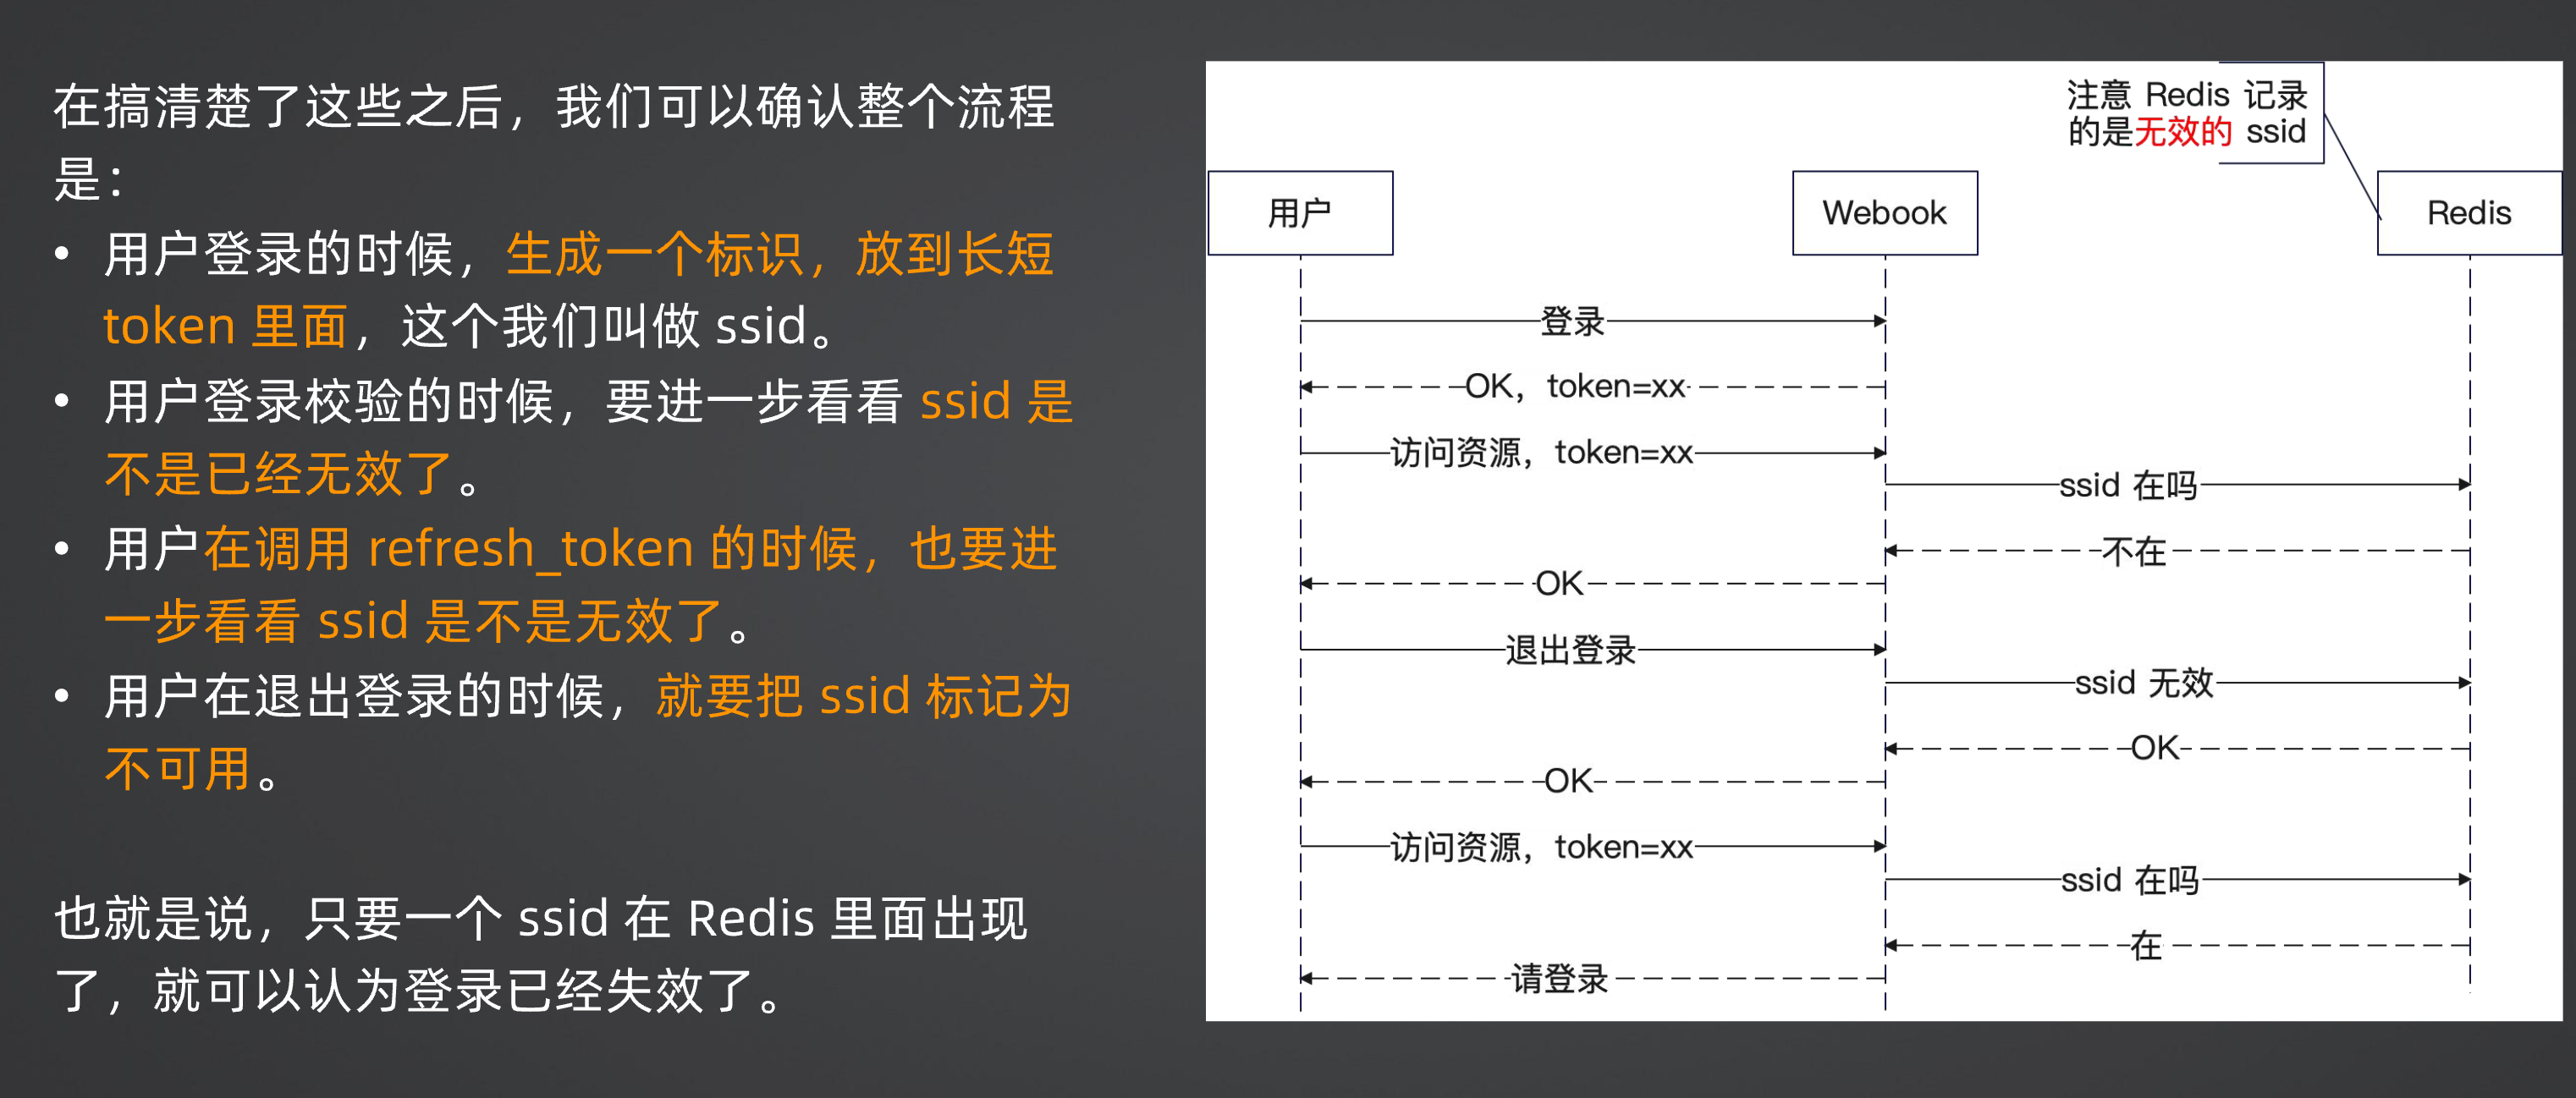 在搞清楚了这些之后，我们可以确认整个流程
是：
• 用户登录的时候，生成一个标识，放到长短
token 里面，这个我们叫做 ssid。
• 用户登录校验的时候，要进一步看看 ssid 是
不是已经无效了。
• 用户在调用 refresh_token 的时候，也要进
一步看看 ssid 是不是无效了。
• 用户在退出登录的时候，就要把 ssid 标记为
不可用。
也就是说，只要一个 ssid 在 Redis 里面出现
了，就可以认为登录已经失效了。
注意 Redis 记录
的是无效的 ssid
用户
Webook
Redis
登录
OK，token=xx
访问资源，token=xx
ssid 在吗
不在
OK
退出登录
ssid 无效
OK
OK
访问资源，token=xx
ssid 在吗
在
请登录